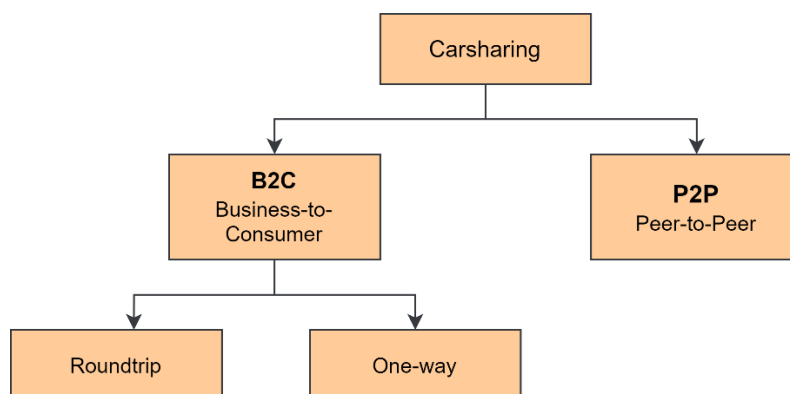 Carsharing
B2C
Business-to-
Consumer
P2P
Peer-to-Peer
Roundtrip
One-way